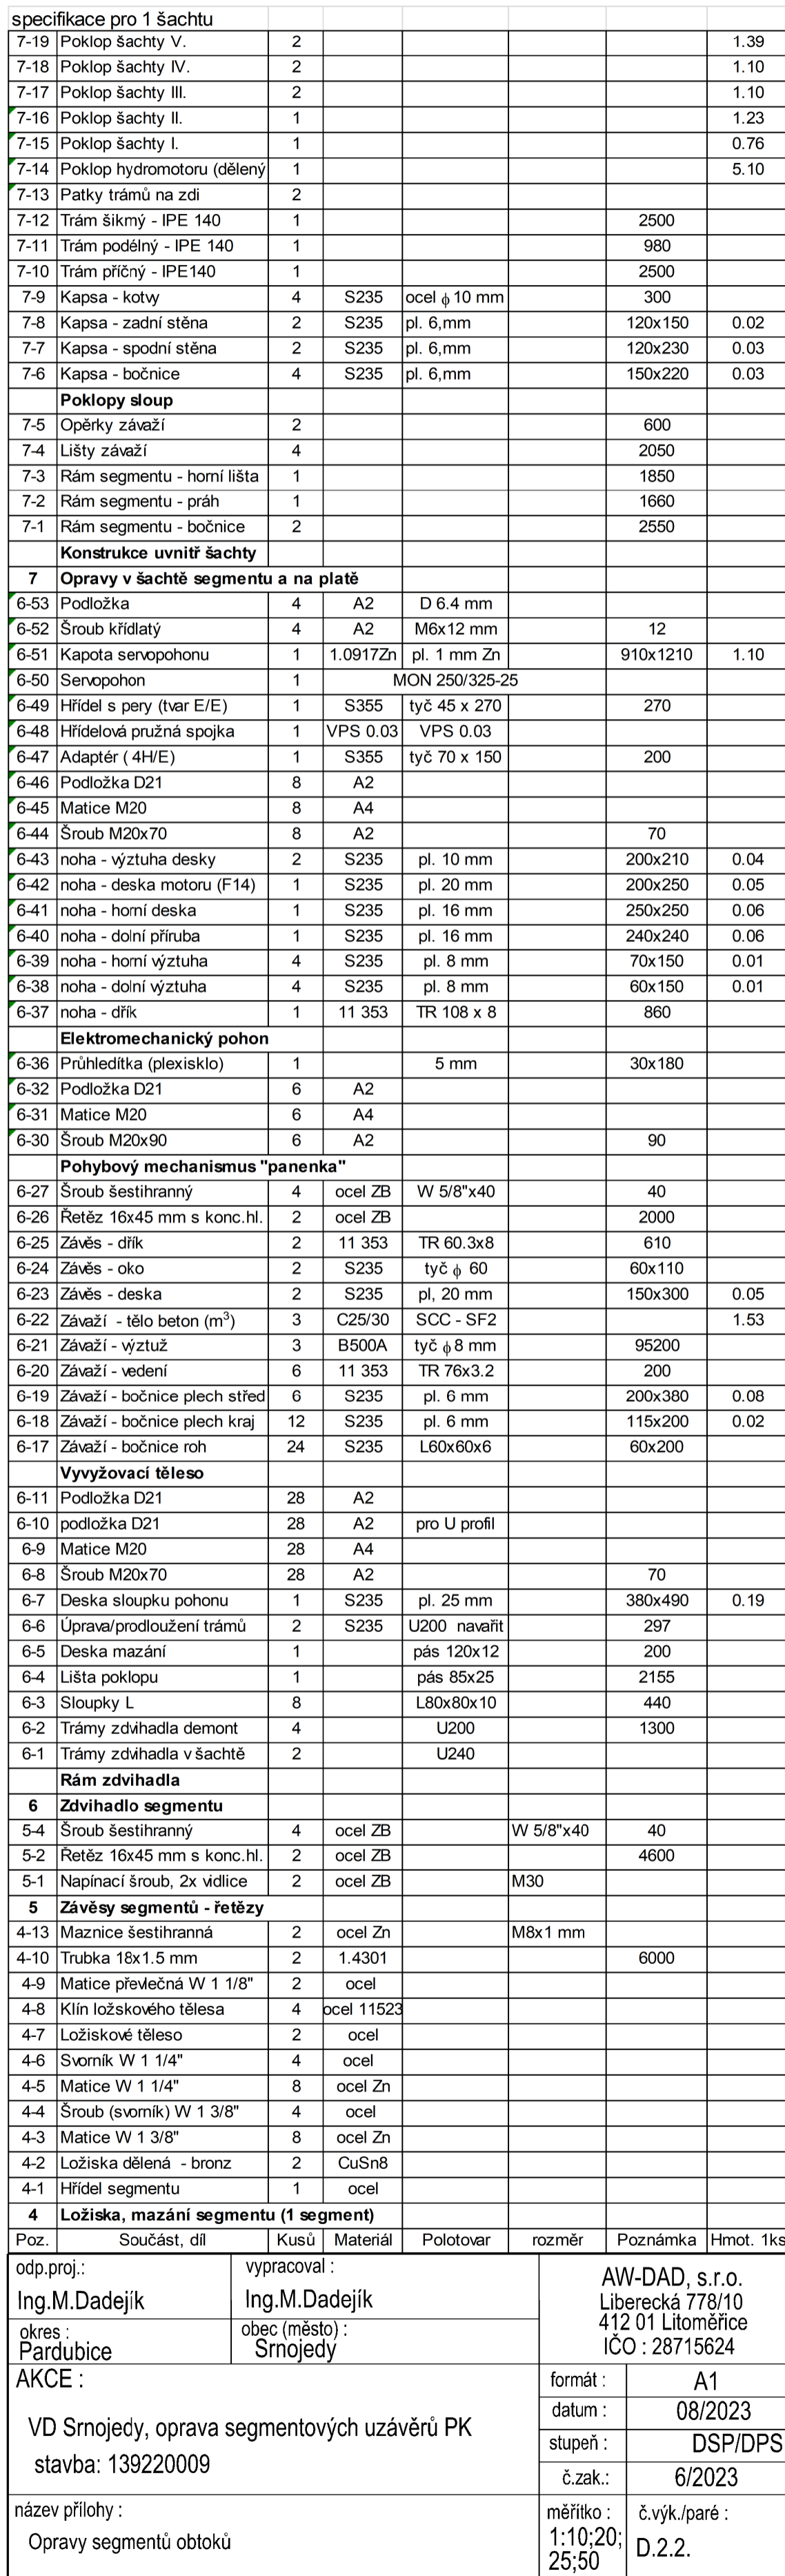 specifikace pro 1 šachtu
7-19 Poklop šachty V. 2 1.39
7-18 Poklop šachty IV. 2 1.10
7-17 Poklop šachty III. 2 1.10
7-16 Poklop šachty II. 1 1.23
7-15 Poklop šachty I. 1 0.76
7-14 Poklop hydromotoru (dělený 1 5.10
7-13 Patky trámů na zdi 2
7-12 Trám šikmý - IPE 140 1 2500
7-11 Trám podélný - IPE 140 1 980
7-10 Trám příčný - IPE140 1 2500
7-9 Kapsa - kotvy 4 S235 ocel ϕ 10 mm 300
7-8 Kapsa - zadní stěna 2 S235 pl. 6,mm 120x150 0.02
7-7 Kapsa - spodní stěna 2 S235 pl. 6,mm 120x230 0.03
7-6 Kapsa - bočnice 4 S235 pl. 6,mm 150x220 0.03
Poklopy sloup
7-5 Opěrky závaží 2 600
7-4 Lišty závaží 4 2050
7-3 Rám segmentu - horní lišta 1 1850
7-2 Rám segmentu - práh 1 1660
7-1 Rám segmentu - bočnice 2 2550
Konstrukce uvnitř šachty
7 Opravy v šachtě segmentu a na platě
6-53 Podložka 4 A2 D 6.4 mm
6-52 Šroub křídlatý 4 A2 M6x12 mm 12
6-51 Kapota servopohonu 1 1.0917Zn pl. 1 mm Zn 910x1210 1.10
6-50 Servopohon 1 MON 250/325-25
6-49 Hřídel s pery (tvar E/E) 1 S355 tyč 45 x 270 270
6-48 Hřídelová pružná spojka 1 VPS 0.03 VPS 0.03
6-47 Adaptér ( 4H/E) 1 S355 tyč 70 x 150 200
6-46 Podložka D21 8 A2
6-45 Matice M20 8 A4
6-44 Šroub M20x70 8 A2 70
6-43 noha - výztuha desky 2 S235 pl. 10 mm 200x210 0.04
6-42 noha - deska motoru (F14) 1 S235 pl. 20 mm 200x250 0.05
6-41 noha - horní deska 1 S235 pl. 16 mm 250x250 0.06
6-40 noha - dolní příruba 1 S235 pl. 16 mm 240x240 0.06
6-39 noha - horní výztuha 4 S235 pl. 8 mm 70x150 0.01
6-38 noha - dolní výztuha 4 S235 pl. 8 mm 60x150 0.01
6-37 noha - dřík 1 11 353 TR 108 x 8 860
Elektromechanický pohon
6-36 Průhledítka (plexisklo) 1 5 mm 30x180
6-32 Podložka D21 6 A2
6-31 Matice M20 6 A4
6-30 Šroub M20x90 6 A2 90
Pohybový mechanismus "panenka"
6-27 Šroub šestihranný 4 ocel ZB W 5/8"x40 40
6-26 Řetěz 16x45 mm s konc.hl. 2 ocel ZB 2000
6-25 Závěs - dřík 2 11 353 TR 60.3x8 610
6-24 Závěs - oko 2 S235 tyč ϕ 60 60x110
6-23 Závěs - deska 2 S235 pl, 20 mm 150x300 0.05
6-22 Závaží - tělo beton (m³) 3 C25/30 SCC - SF2 1.53
6-21 Závaží - výztuž 3 B500A tyč ϕ 8 mm 95200
6-20 Závaží - vedení 6 11 353 TR 76x3.2 200
6-19 Závaží - bočnice plech střed 6 S235 pl. 6 mm 200x380 0.08
6-18 Závaží - bočnice plech kraj 12 S235 pl. 6 mm 115x200 0.02
6-17 Závaží - bočnice roh 24 S235 L60x60x6 60x200
Vyvyžovací těleso
6-11 Podložka D21 28 A2
6-10 podložka D21 28 A2 pro U profil
6-9 Matice M20 28 A4
6-8 Šroub M20x70 28 A2 70
6-7 Deska sloupku pohonu 1 S235 pl. 25 mm 380x490 0.19
6-6 Úprava/prodloužení trámů 2 S235 U200 navařit 297
6-5 Deska mazání 1 pás 120x12 200
6-4 Lišta poklopu 1 pás 85x25 2155
6-3 Sloupky L 8 L80x80x10 440
6-2 Trámy zdvihadla demont 4 U200 1300
6-1 Trámy zdvihadla v šachtě 2 U240
Rám zdvihadla
6 Zdvihadlo segmentu
5-4 Šroub šestihranný 4 ocel ZB W 5/8"x40 40
5-2 Řetěz 16x45 mm s konc.hl. 2 ocel ZB 4600
5-1 Napínací šroub, 2x vidlice 2 ocel ZB M30
5 Závěsy segmentů - řetězy
4-13 Maznice šestihranná 2 ocel Zn M8x1 mm
4-10 Trubka 18x1.5 mm 2 1.4301 6000
4-9 Matice převlečná W 1 1/8" 2 ocel
4-8 Klín ložskového tělesa 4 ocel 11523
4-7 Ložiskové těleso 2 ocel
4-6 Svorník W 1 1/4" 4 ocel
4-5 Matice W 1 1/4" 8 ocel Zn
4-4 Šroub (svorník) W 1 3/8" 4 ocel
4-3 Matice W 1 3/8" 8 ocel Zn
4-2 Ložiska dělená - bronz 2 CuSn8
4-1 Hřídel segmentu 1 ocel
4 Ložiska, mazání segmentu (1 segment)
Poz. Součást, díl Kusů Materiál Polotovar rozměr Poznámka Hmot. 1ks
odp.proj.:
Ing.M.Dadejík
vypracoval :
Ing.M.Dadejík
okres :
Pardubice
obec (město) :
Srnojedy
AW-DAD, s.r.o.
Liberecká 778/10
412 01 Litoměřice
IČO : 28715624
AKCE :
VD Srnojedy, oprava segmentových uzávěrů PK
stavba: 139220009
formát : A1
datum : 08/2023
stupeň : DSP/DPS
č.zak.: 6/2023
název přílohy :
Opravy segmentů obtoků
měřítko :
1:10;20;
25;50
č.výk./paré :
D.2.2.